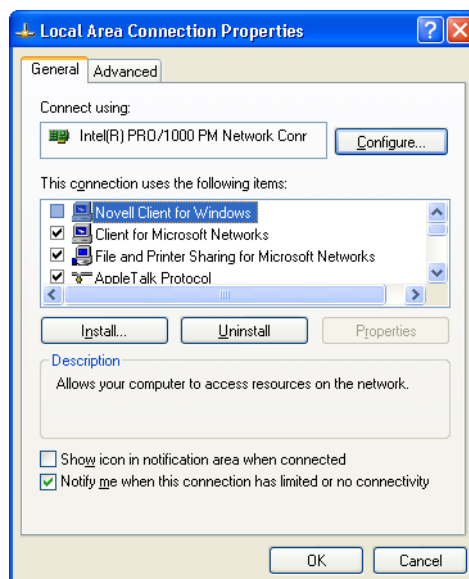 Local Area Connection Properties
General Advanced
Connect using:
Intel(R) PRO/1000 PM Network Conr
Configure...
This connection uses the following items:
Novell Client for Windows
Client for Microsoft Networks
File and Printer Sharing for Microsoft Networks
AppleTalk Protocol
Install... Uninstall Properties
Description
Allows your computer to access resources on the network.
Show icon in notification area when connected
Notify me when this connection has limited or no connectivity
OK Cancel